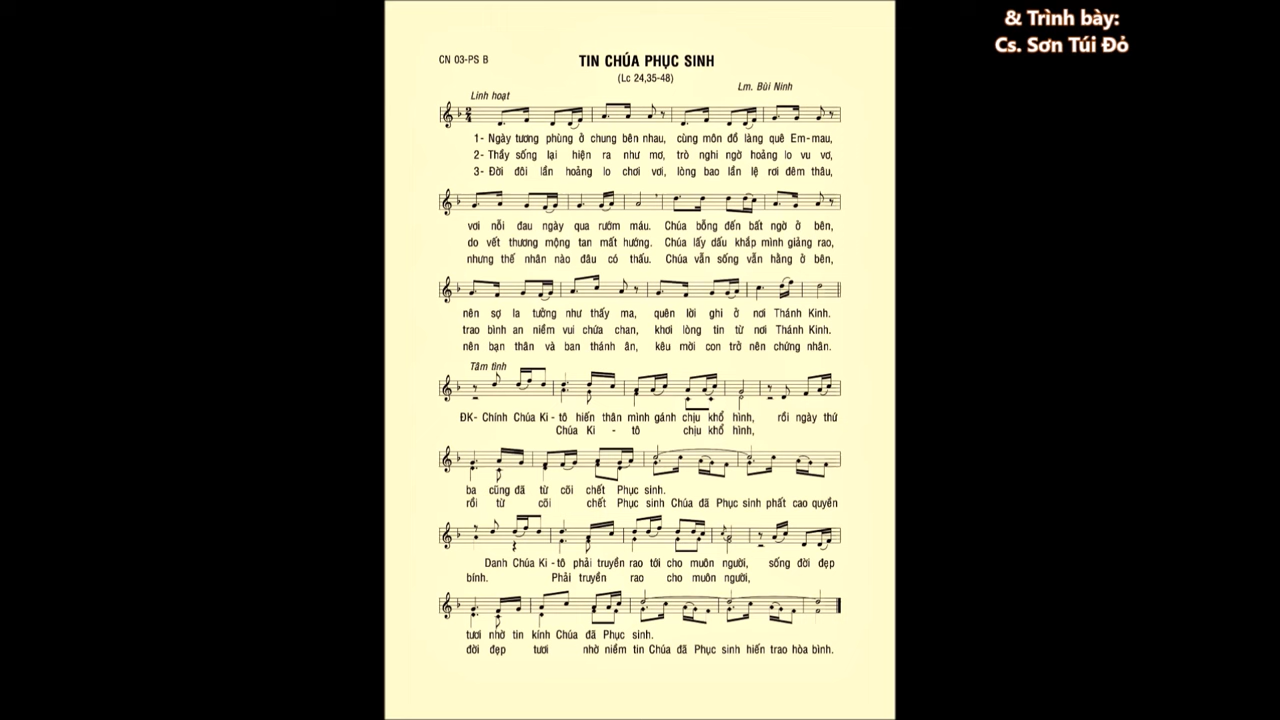 & Trình bày:
Cs. Sơn Túi Đỏ
CN 03-PS B
TIN CHÚA PHỤC SINH
(Lc 24,35-48)
Lm. Bùi Ninh
Linh hoạt
1- Ngày tương phùng ở chung bên nhau, cùng môn đồ làng quê Em-mau,
2- Thầy sống lại hiện ra như mơ, trò nghi ngờ hoảng lo vu vơ,
3- Đời đôi lần hoảng lo chơi vơi, lòng bao lần lệ rơi đêm thâu,
vơi nỗi đau ngày qua rướm máu. Chúa bỗng đến bất ngờ ở bên,
do vết thương mộng tan mất hướng. Chúa lấy dấu khắp mình giảng rao,
nhưng thế nhân nào đâu có thấu. Chúa vẫn sống vẫn hằng ở bên,
nên sợ la tưởng như thấy ma, quên lời ghi ở nơi Thánh Kinh.
trao bình an niềm vui chứa chan, khơi lòng tin từ nơi Thánh Kinh.
nên bạn thân và ban thánh ân, kêu mời con trở nên chứng nhân.
Tâm tình
ĐK- Chính Chúa Ki-tô hiến thân mình gánh chịu khổ hình, rồi ngày thứ
Chúa Ki - tô chịu khổ hình,
ba cũng đã từ cõi chết Phục sinh.
rồi từ cõi chết Phục sinh Chúa đã Phục sinh phất cao quyền
Danh Chúa Ki-tô phải truyền rao tới cho muôn người, sống đời đẹp
bính. Phải truyền rao cho muôn người,
tươi nhờ tin kính Chúa đã Phục sinh.
đời đẹp tươi nhờ niềm tin Chúa đã Phục sinh hiến trao hòa bình.